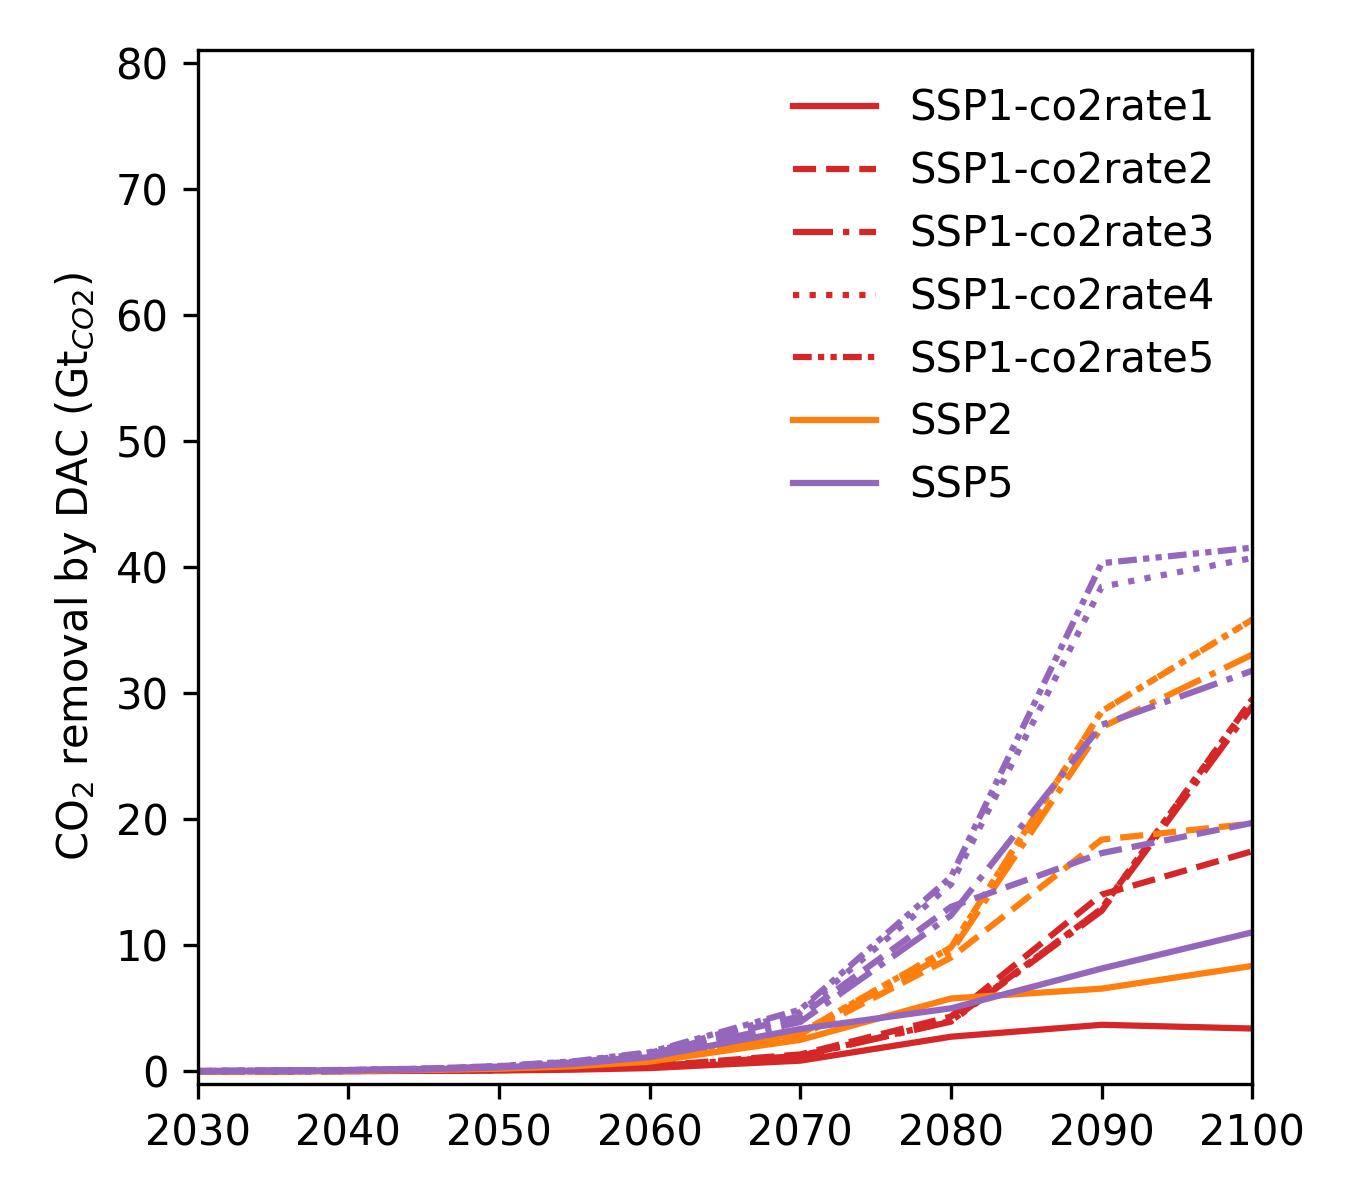 80
70
60
50
40
30
20
10
0
CO₂ removal by DAC (Gt_CO2)
SSP1-co2rate1
SSP1-co2rate2
SSP1-co2rate3
SSP1-co2rate4
SSP1-co2rate5
SSP2
SSP5
2030 2040 2050 2060 2070 2080 2090 2100